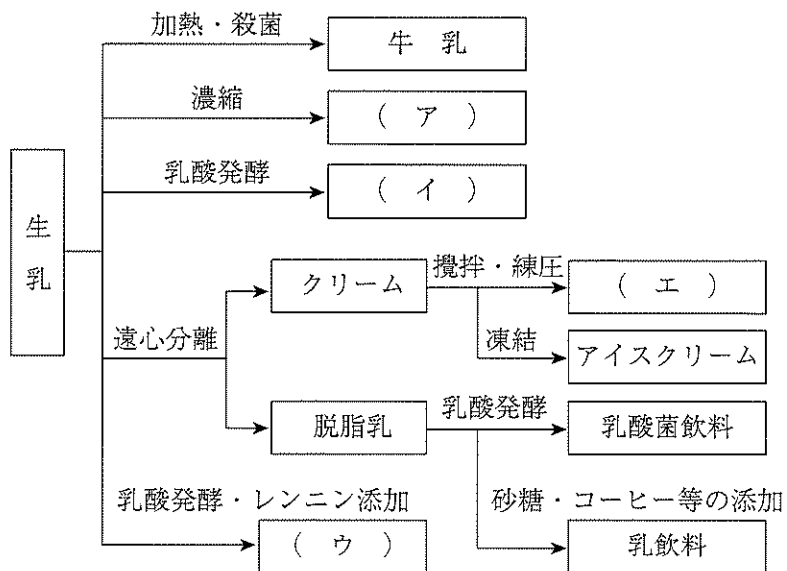 加熱・殺菌
牛 乳
濃縮
( ア )
乳酸発酵
( イ )
生乳
遠心分離
クリーム
攪拌・練圧
( エ )
凍結
アイスクリーム
脱脂乳
乳酸発酵
乳酸菌飲料
砂糖・コーヒー等の添加
乳飲料
乳酸発酵・レンニン添加
( ウ )